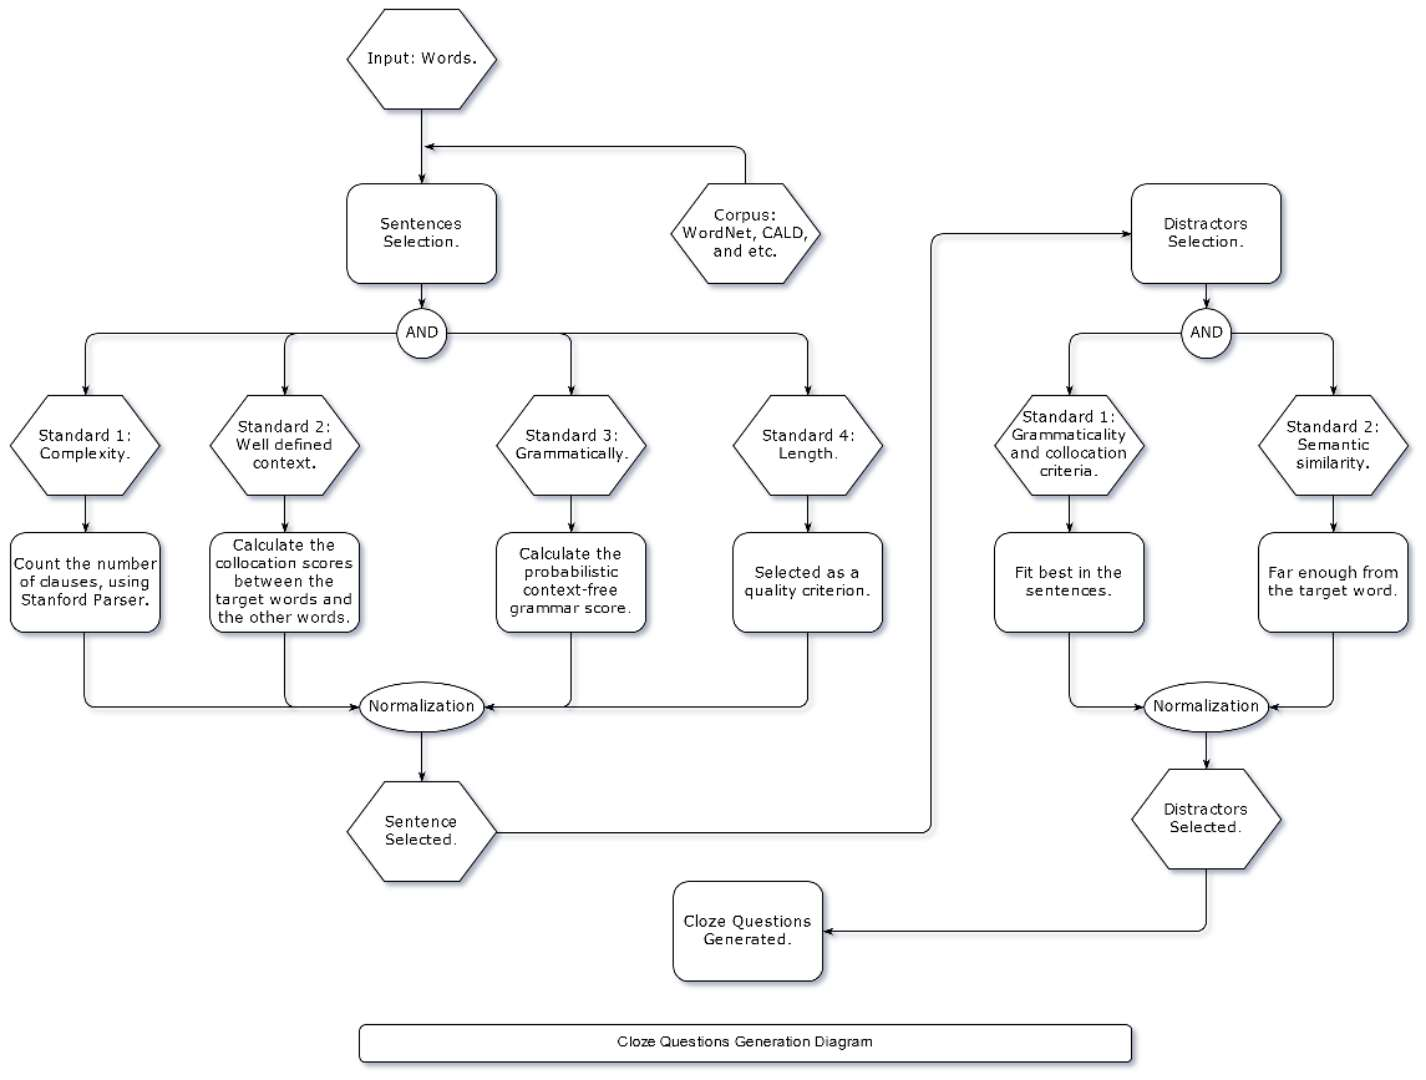 Input: Words.
Sentences
Selection.
Corpus:
WordNet, CALD,
and etc.
Distractors
Selection.
AND
AND
Standard 1:
Complexity.
Standard 2:
Well defined
context.
Standard 3:
Grammatically.
Standard 4:
Length.
Standard 1:
Grammaticality
and collocation
criteria.
Standard 2:
Semantic
similarity.
Count the number
of clauses, using
Stanford Parser.
Calculate the
collocation scores
between the
target words and
the other words.
Calculate the
probabilistic
context-free
grammar score.
Selected as a
quality criterion.
Fit best in the
sentences.
Far enough from
the target word.
Normalization
Normalization
Sentence
Selected.
Distractors
Selected.
Cloze Questions
Generated.
Cloze Questions Generation Diagram